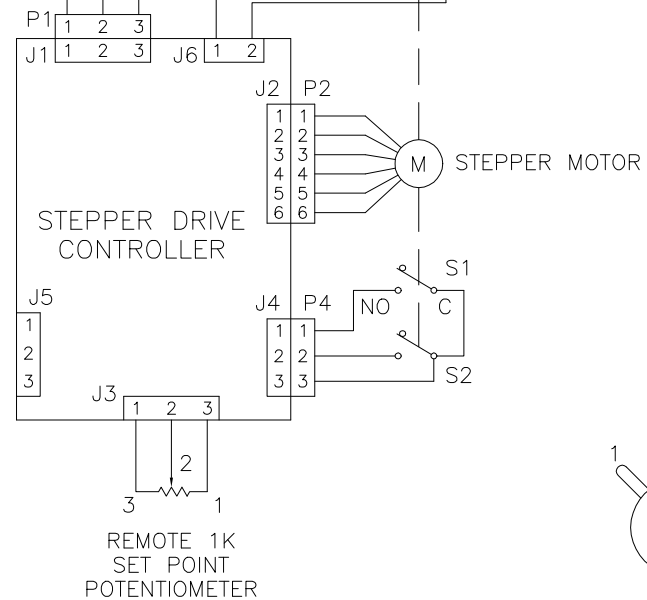 P1 1 2 3
J1 1 2 3
J6 1 2
J2 P2
1 1
2 2
3 3
4 4
5 5
6 6
M STEPPER MOTOR
STEPPER DRIVE
CONTROLLER
S1
J5
1
2
3
J4 P4
NO C
1 1
2 2
3 3
S2
J3
1 2 3
2
3 1
REMOTE 1K
SET POINT
POTENTIOMETER
1